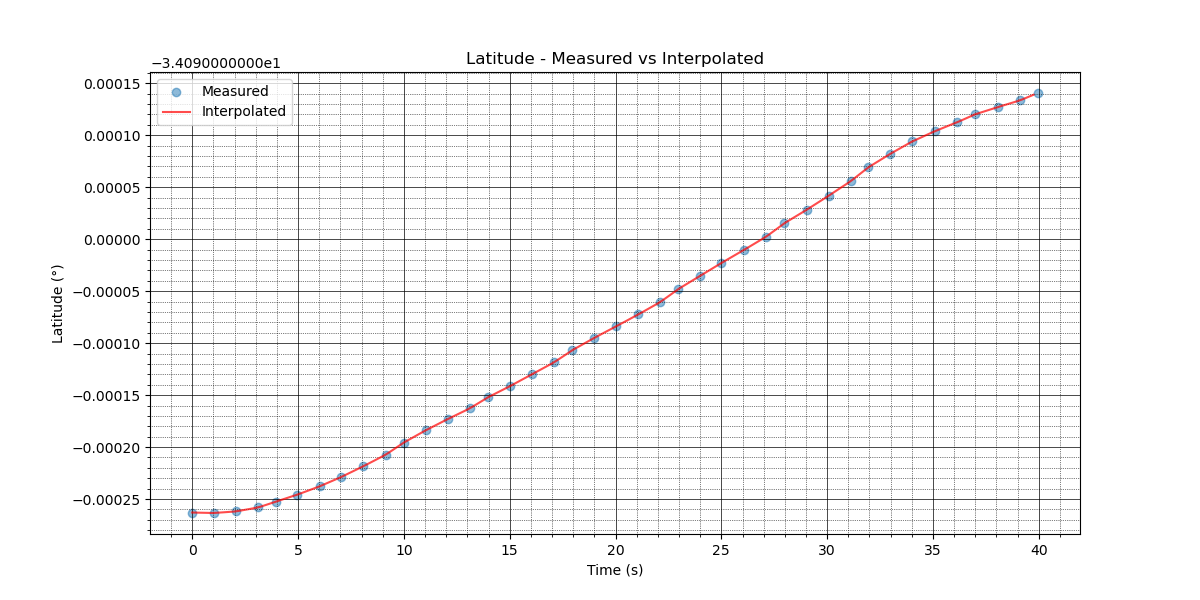 Latitude - Measured vs Interpolated
−3.4090000000e1
Measured
Interpolated
0.00015
0.00010
0.00005
0.00000
−0.00005
−0.00010
−0.00015
−0.00020
−0.00025
Latitude (°)
0 5 10 15 20 25 30 35 40
Time (s)